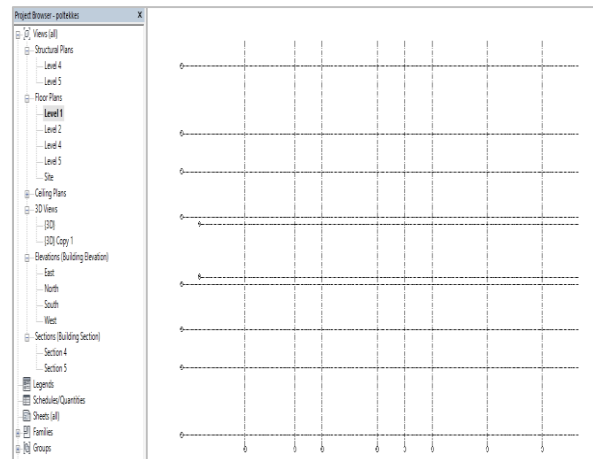 Project Browser - poltekkes X
Views (all)
Structural Plans
Level 4
Level 5
Floor Plans
Level 1
Level 2
Level 4
Level 5
Site
Ceiling Plans
3D Views
{3D}
{3D} Copy 1
Elevations (Building Elevation)
East
North
South
West
Sections (Building Section)
Section 4
Section 5
Legends
Schedules/Quantities
Sheets (all)
Families
Groups